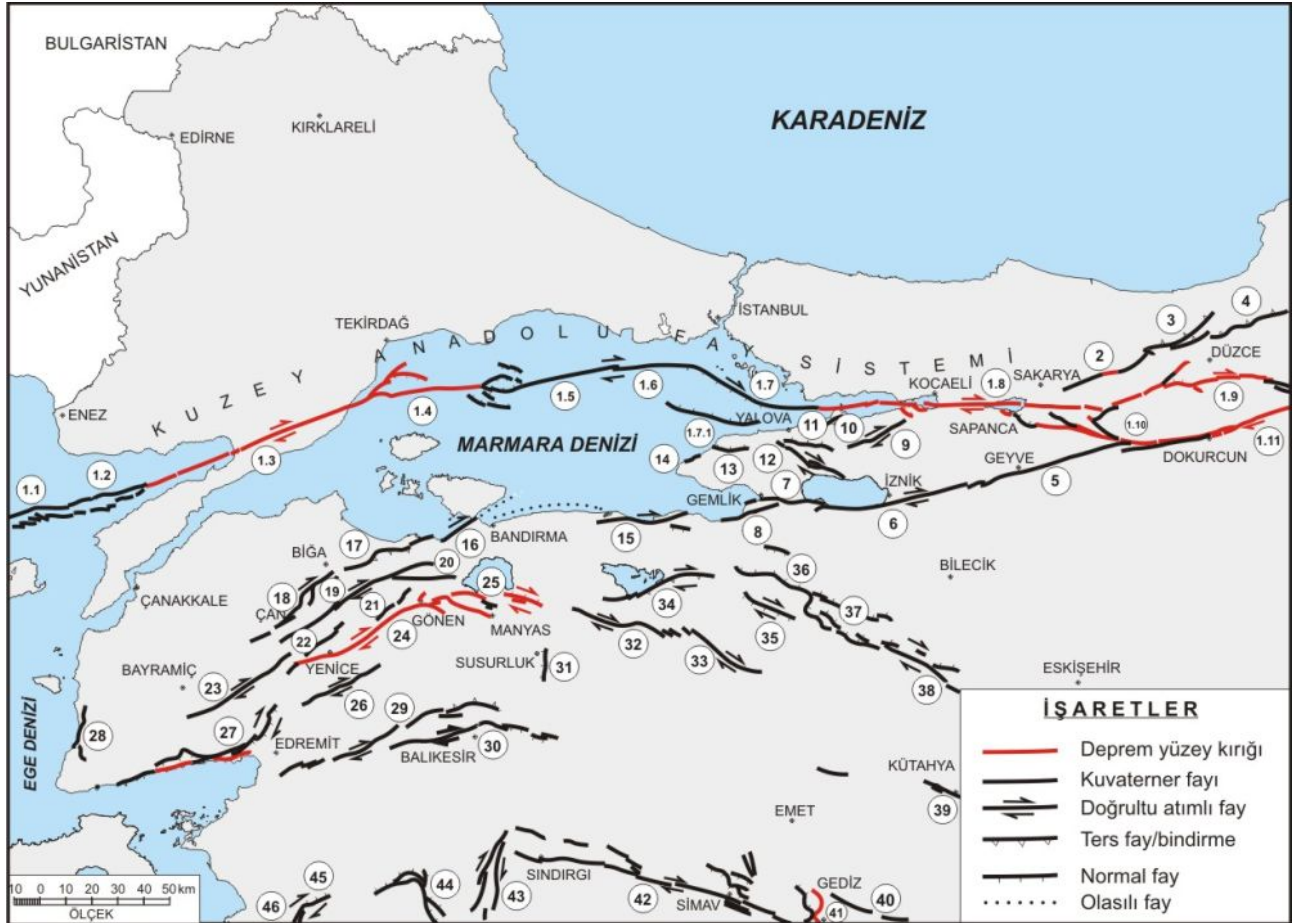 BULGARİSTAN
KARADENİZ
KIRKLARELİ
EDİRNE
YUNANİSTAN
İSTANBUL
TEKİRDAĞ
KUZEY ANADOLU FAY SİSTEMİ
3
4
2
DÜZCE
SAKARYA
KOCAELİ
1.8
1.7
1.6
1.5
1.4
1.9
ENEZ
YALOVA
11
10
9
SAPANCA
1.10
1.11
MARMARA DENİZİ
1.7.1
DOKURCUN
1.3
14
13
12
GEYVE
5
1.2
1.1
7
İZNİK
GEMLİK
6
8
15
BANDIRMA
16
17
BİĞA
20
36
BİLECİK
25
ÇANAKKALE
18
19
34
37
ÇAN
21
GÖNEN
MANYAS
35
24
32
22
YENİCE
SUSURLUK
31
33
BAYRAMİÇ
ESKİŞEHİR
23
26
38
29
28
27
EDREMİT
30
BALIKESİR
EGE DENİZİ
KÜTAHYA
39
EMET
45
44
SINDIRGI
GEDİZ
46
43
42
SİMAV
40
41
10 0 10 20 30 40 50 km
ÖLÇEK
İŞARETLER
Deprem yüzey kırığı
Kuvaterner fayı
Doğrultu atımlı fay
Ters fay/bindirme
Normal fay
Olasılı fay